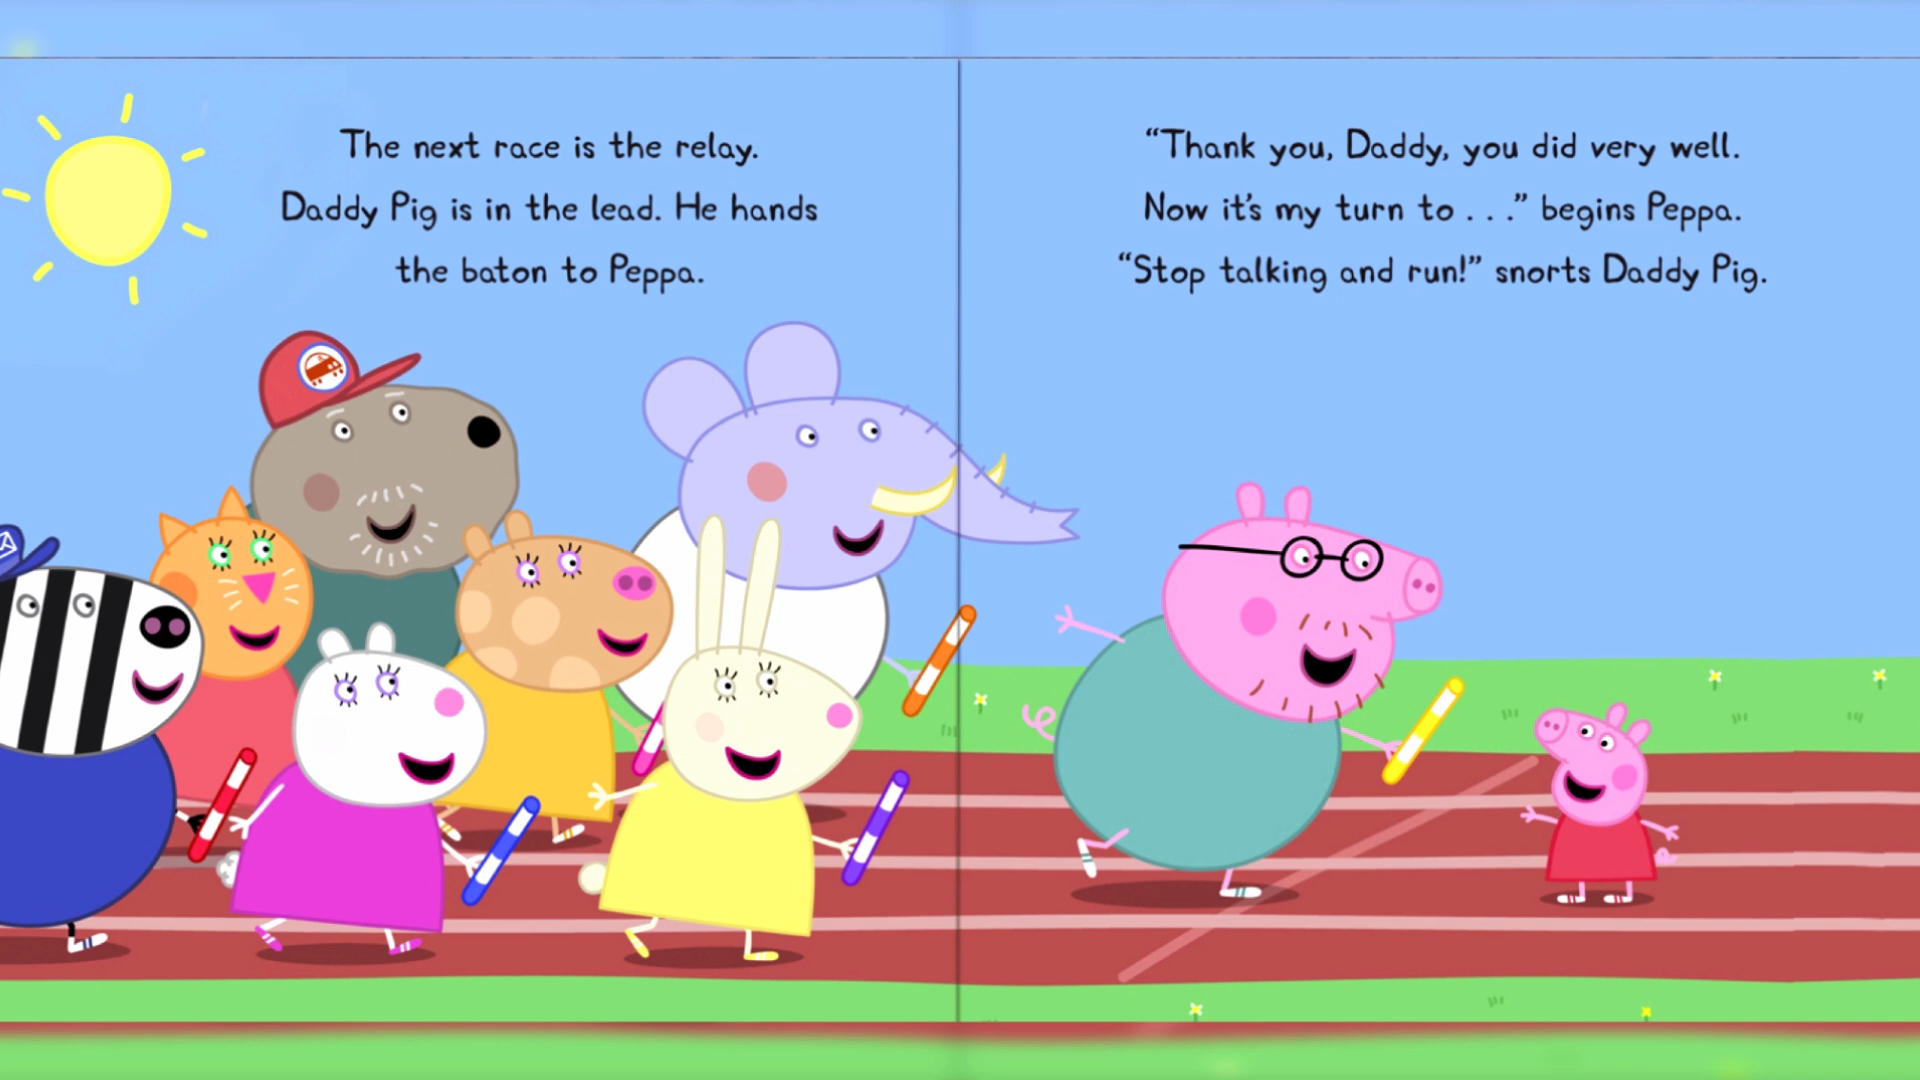 The next race is the relay.
Daddy Pig is in the lead. He hands
the baton to Peppa.
“Thank you, Daddy, you did very well.
Now it’s my turn to . . .” begins Peppa.
“Stop talking and run!” snorts Daddy Pig.